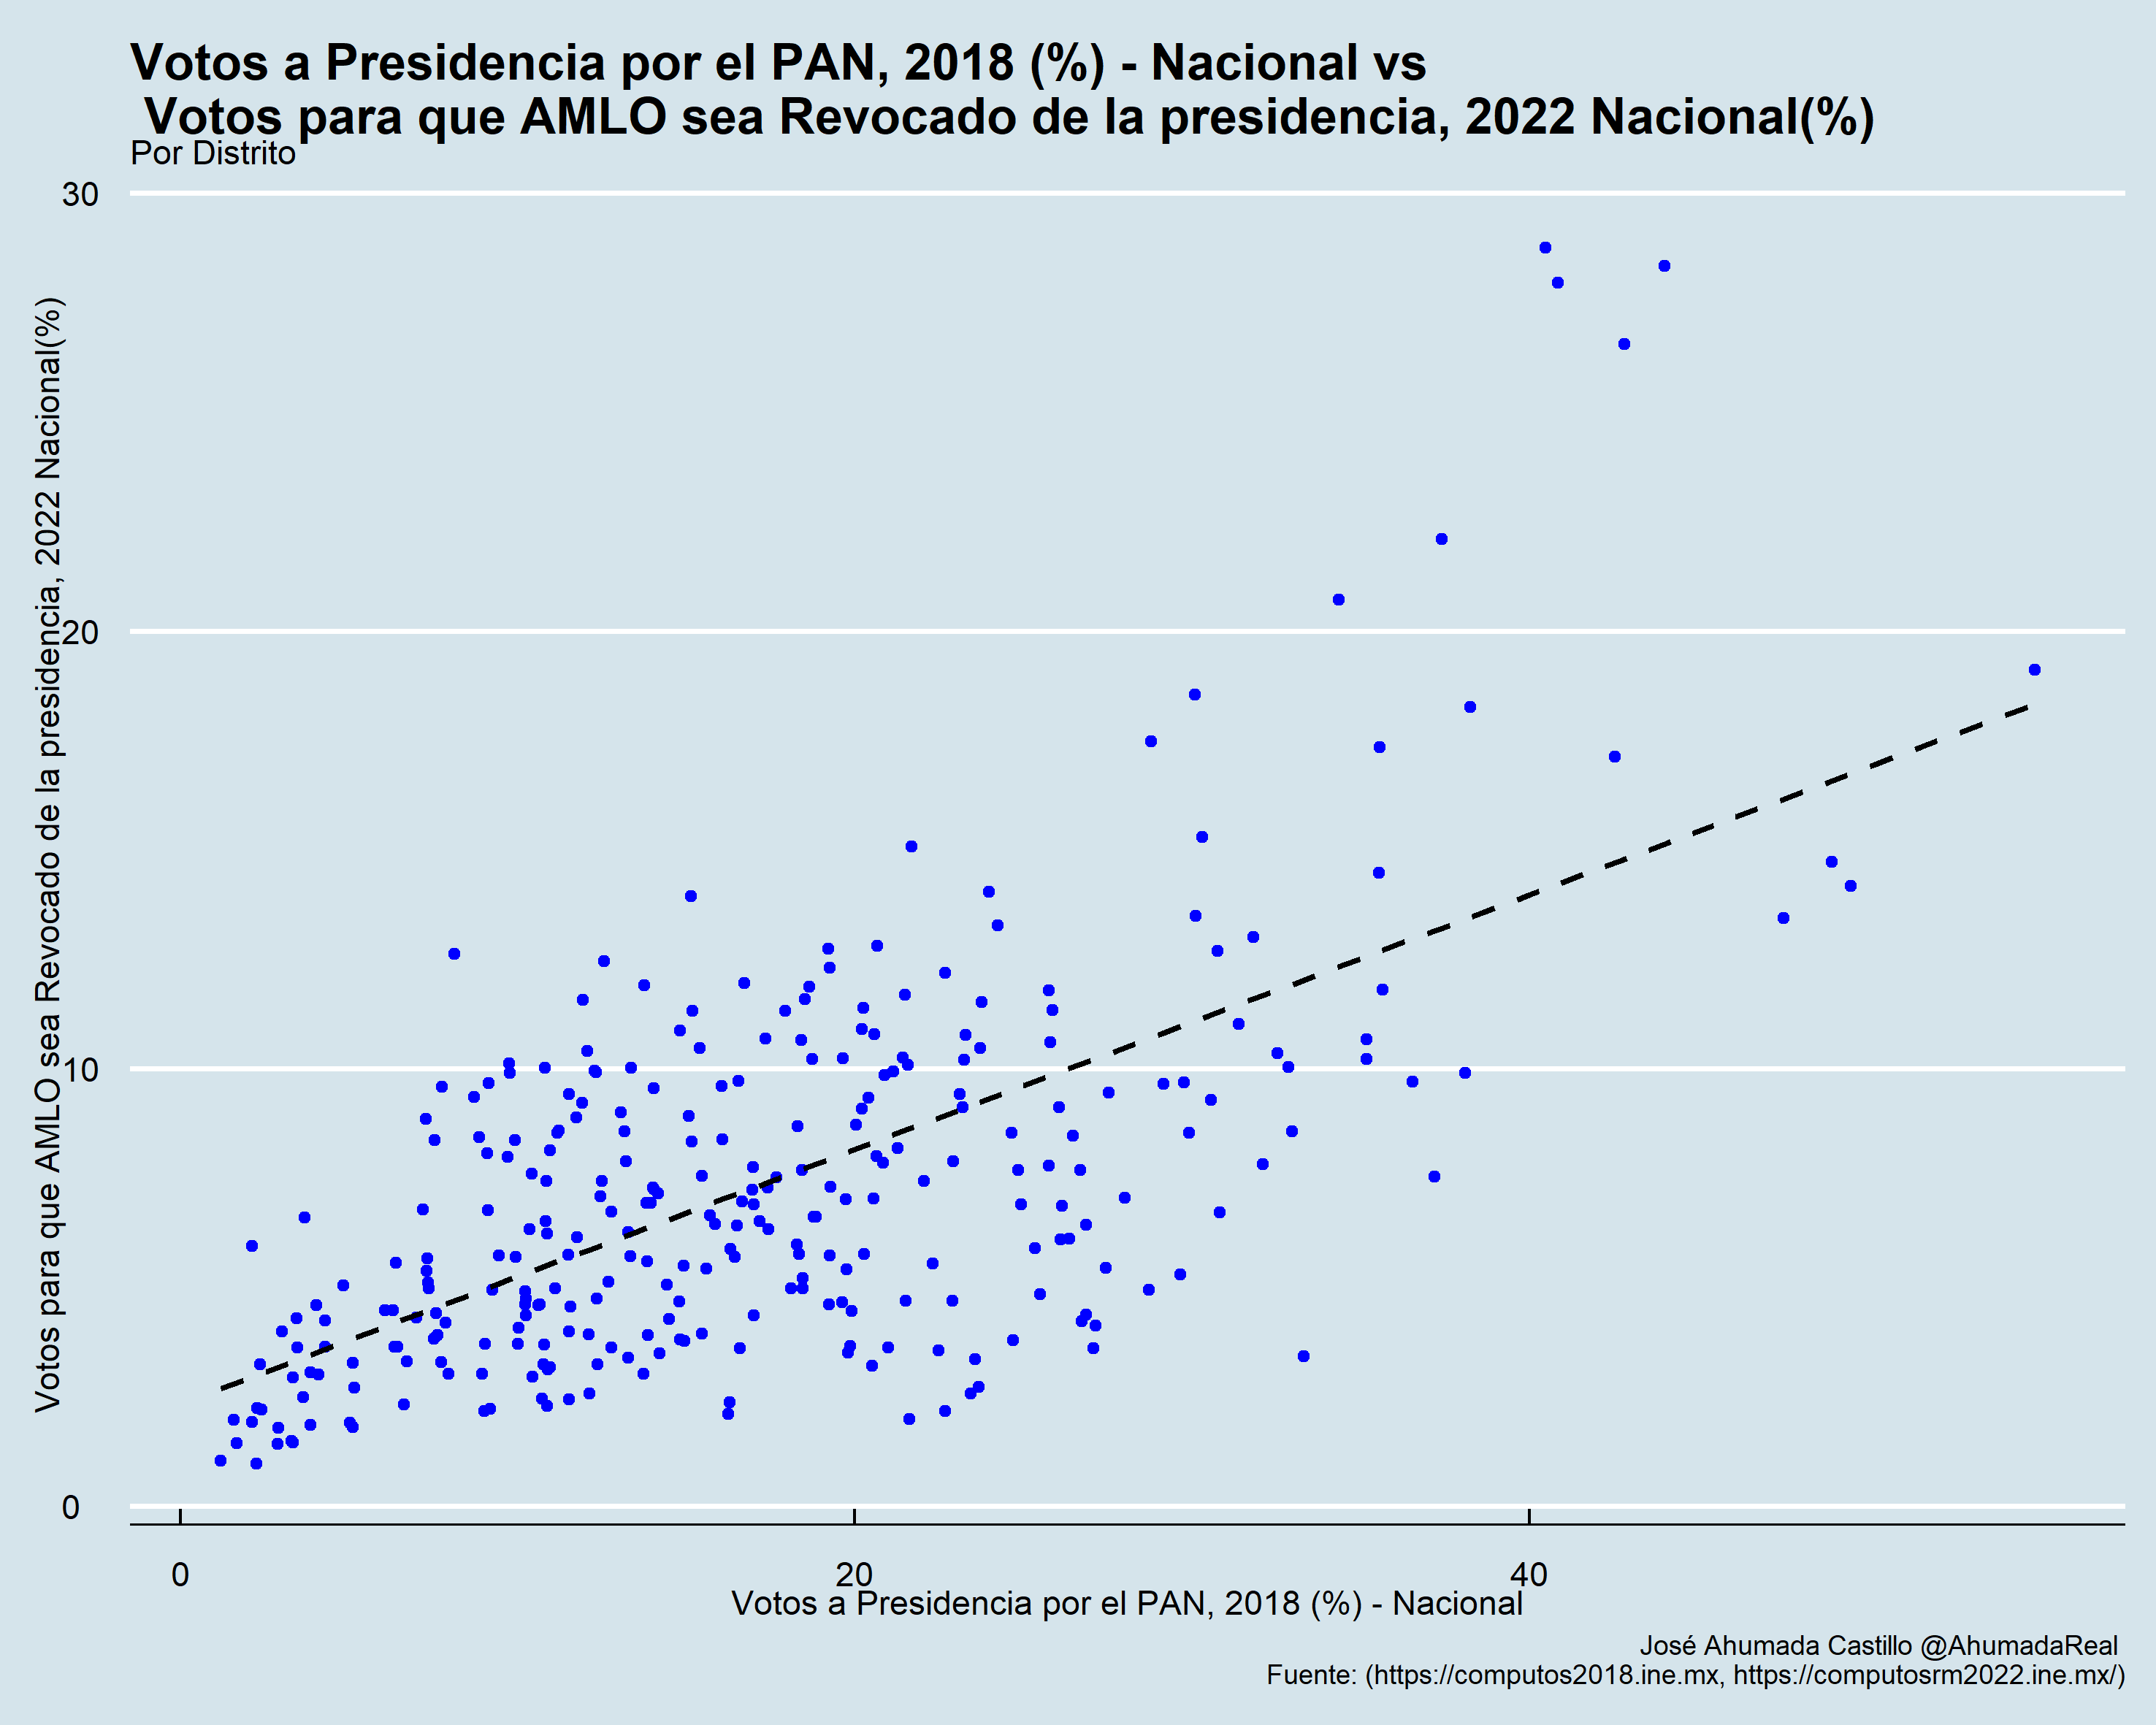 Votos a Presidencia por el PAN, 2018 (%) - Nacional vs
Votos para que AMLO sea Revocado de la presidencia, 2022 Nacional(%)
Por Distrito
Votos para que AMLO sea Revocado de la presidencia, 2022 Nacional(%)
30
20
10
0
0 20 40
Votos a Presidencia por el PAN, 2018 (%) - Nacional
José Ahumada Castillo @AhumadaReal
Fuente: (https://computos2018.ine.mx, https://computosrm2022.ine.mx/)